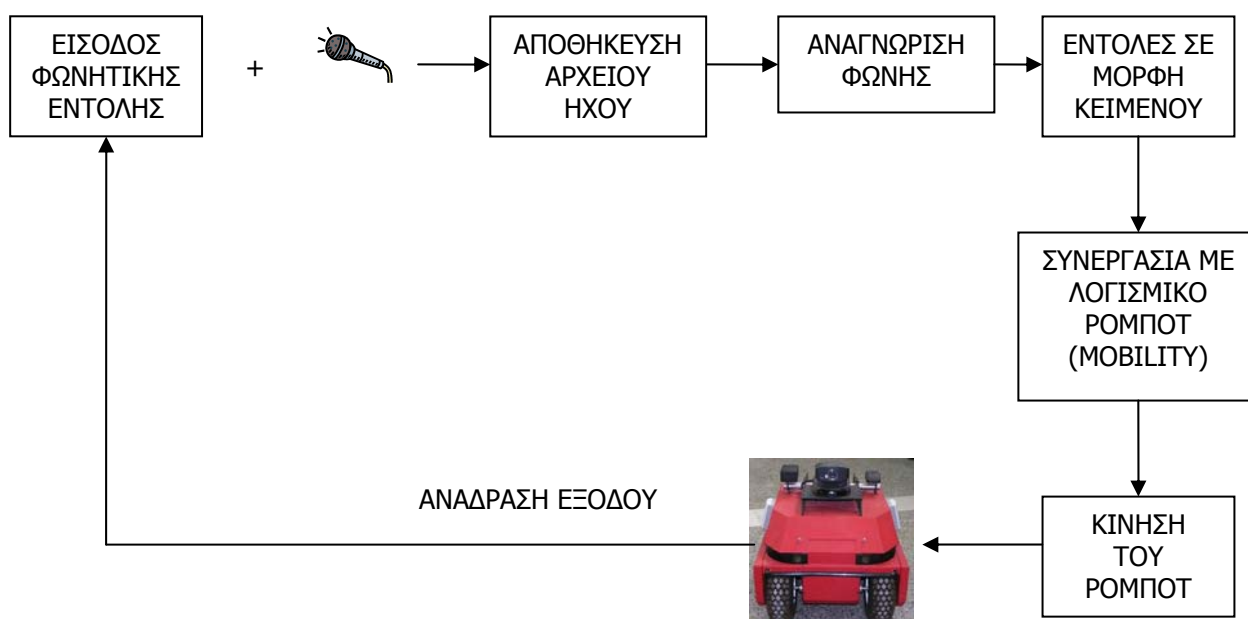 ΕΙΣΟΔΟΣ
ΦΩΝΗΤΙΚΗΣ
ΕΝΤΟΛΗΣ
+
ΑΠΟΘΗΚΕΥΣΗ
ΑΡΧΕΙΟΥ
ΗΧΟΥ
ΑΝΑΓΝΩΡΙΣΗ
ΦΩΝΗΣ
ΕΝΤΟΛΕΣ ΣΕ
ΜΟΡΦΗ
ΚΕΙΜΕΝΟΥ
ΣΥΝΕΡΓΑΣΙΑ ΜΕ
ΛΟΓΙΣΜΙΚΟ
ΡΟΜΠΟΤ
(MOBILITY)
ΚΙΝΗΣΗ
ΤΟΥ
ΡΟΜΠΟΤ
ΑΝΑΔΡΑΣΗ ΕΞΟΔΟΥ